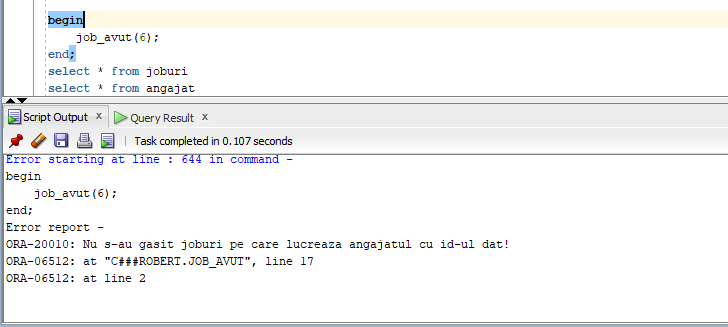 begin
job_avut(6);
end;
select * from joburi
select * from angajat
Script Output x Query Result x
Task completed in 0.107 seconds
Error starting at line : 644 in command -
begin
job_avut(6);
end;
Error report -
ORA-20010: Nu s-au gasit joburi pe care lucreaza angajatul cu id-ul dat!
ORA-06512: at "C###ROBERT.JOB_AVUT", line 17
ORA-06512: at line 2